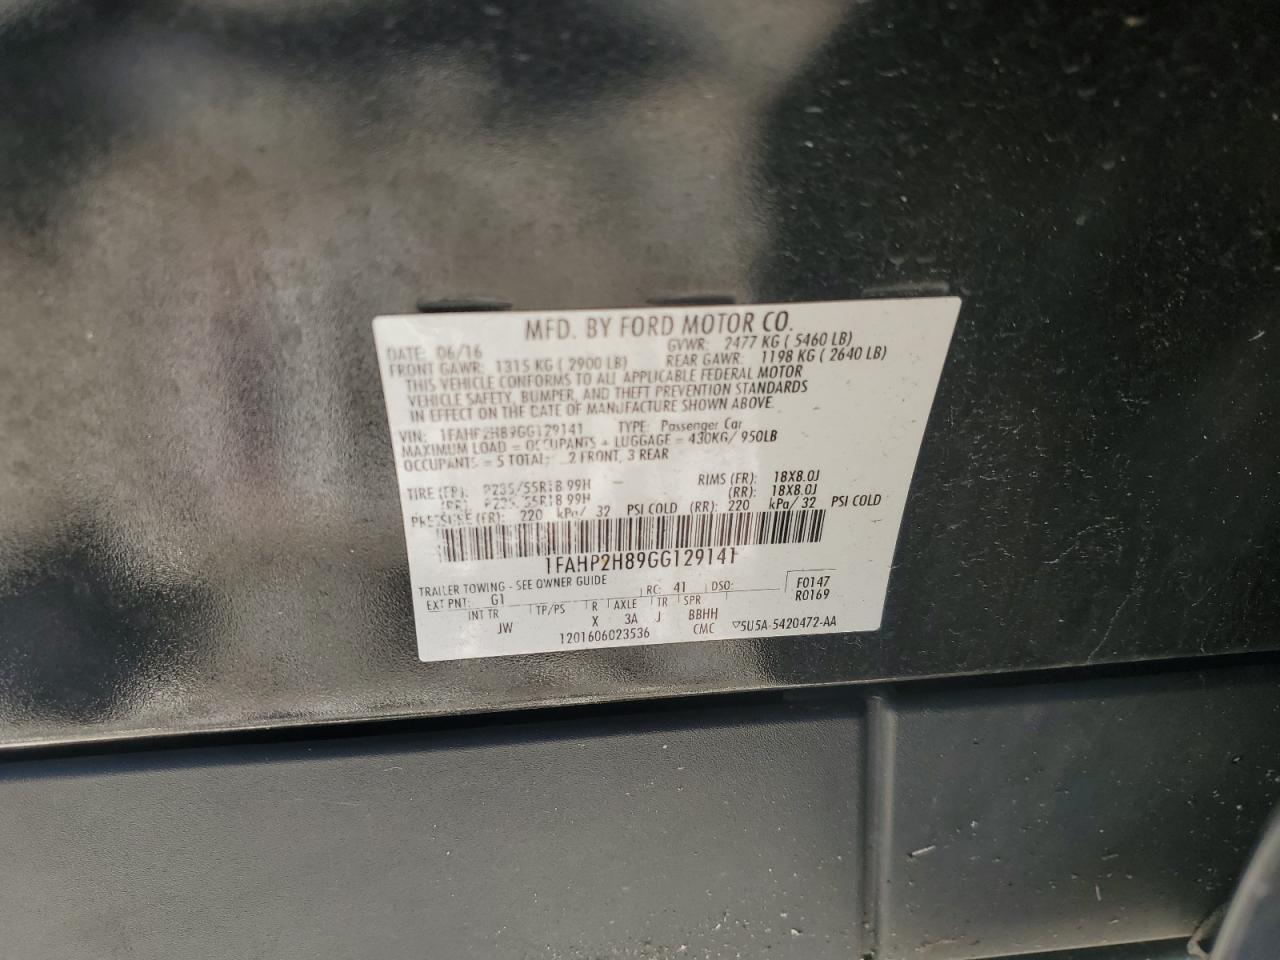 MFD. BY FORD MOTOR CO.
DATE: 06/16 GVWR: 2477 KG ( 5460 LB)
FRONT GAWR: 1315 KG ( 2900 LB) REAR GAWR: 1198 KG ( 2640 LB)
THIS VEHICLE CONFORMS TO ALL APPLICABLE FEDERAL MOTOR
VEHICLE SAFETY, BUMPER, AND THEFT PREVENTION STANDARDS
IN EFFECT ON THE DATE OF MANUFACTURE SHOWN ABOVE.
VIN: 1FAHP2H89GG129141 TYPE: Passenger Car
MAXIMUM LOAD = OCCUPANTS + LUGGAGE = 430KG/ 950LB
OCCUPANTS = 5 TOTAL: 2 FRONT, 3 REAR
TIRE (FR): P235/55R18 99H RIMS (FR): 18X8.0J
(RR): P235/55R18 99H (RR): 18X8.0J
PRESSURE (FR): 220 kPa/ 32 PSI COLD (RR): 220 kPa/ 32 PSI COLD
1FAHP2H89GG129141
TRAILER TOWING - SEE OWNER GUIDE
EXT PNT: G1 RC: 41 DSO: F0147
R0169
INT TR TP/PS R AXLE TR SPR
JW X 3A J BBHH
1201606023536 CMC ▽5U5A-5420472-AA